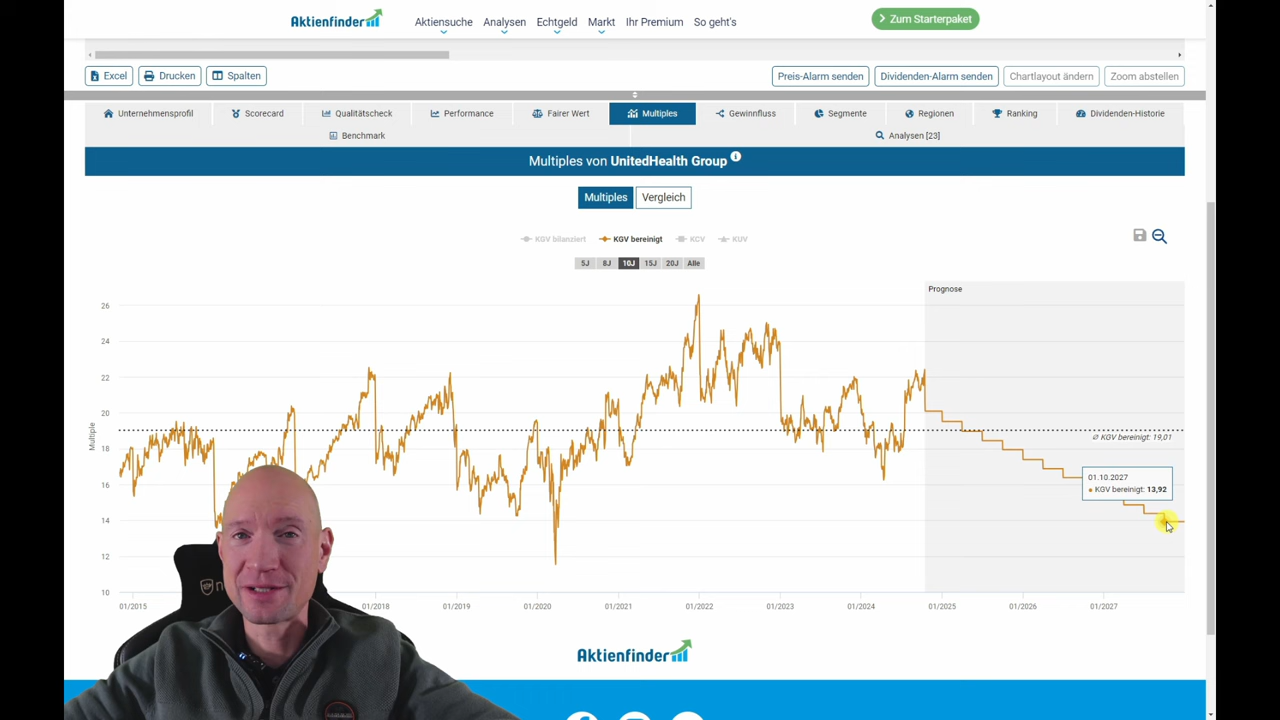 Aktienfinder
Aktiensuche Analysen Echtgeld Markt Ihr Premium So geht's
Zum Starterpaket
Excel Drucken Spalten
Preis-Alarm senden Dividenden-Alarm senden Chartlayout ändern Zoom abstellen
Unternehmensprofil Scorecard Qualitätscheck Performance Fairer Wert Multiples Gewinnfluss Segmente Regionen Ranking Dividenden-Historie
Benchmark Analysen [23]
Multiples von UnitedHealth Group
Multiples Vergleich
KGV bilanziert KGV bereinigt KCV KUV
5J 8J 10J 15J 20J Alle
Prognose
Multiple
26
24
22
20
18
16
14
12
10
Ø KGV bereinigt: 19,01
01.10.2027
KGV bereinigt: 13,92
01/2015 01/2018 01/2019 01/2020 01/2021 01/2022 01/2023 01/2024 01/2025 01/2026 01/2027
Aktienfinder